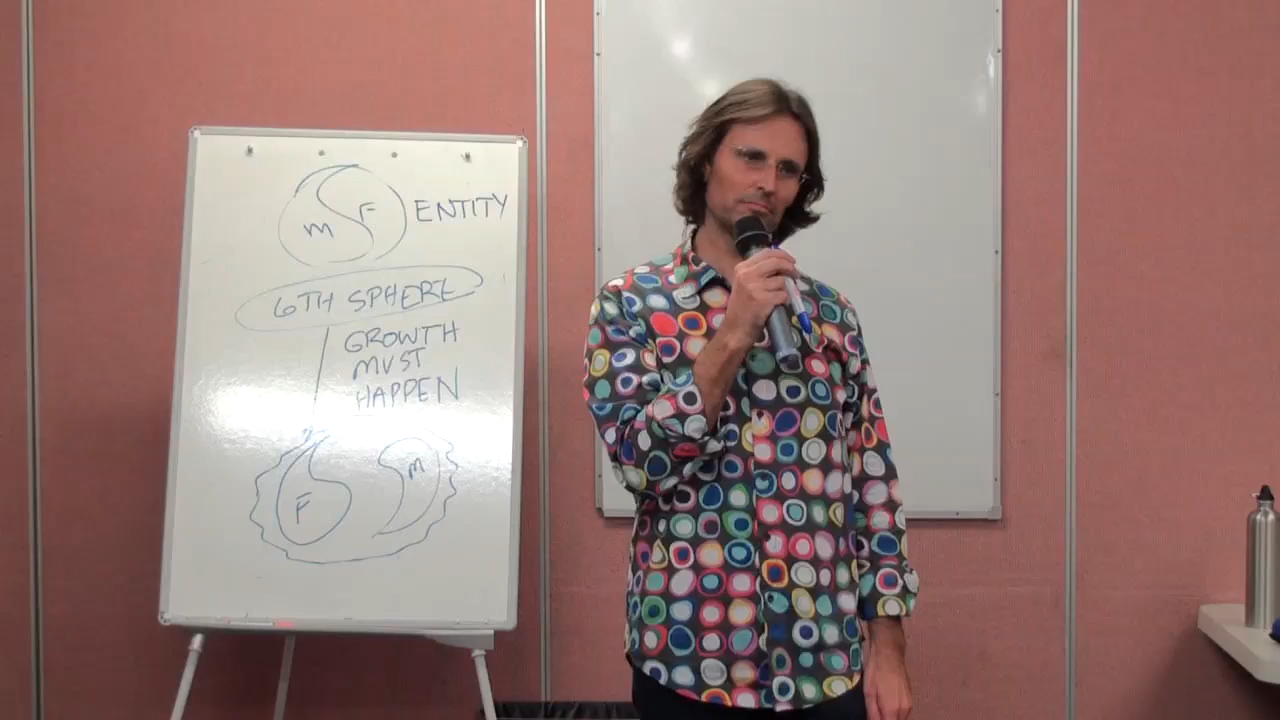 m F ENTITY
6TH SPHERE
GROWTH
MUST
HAPPEN
F m